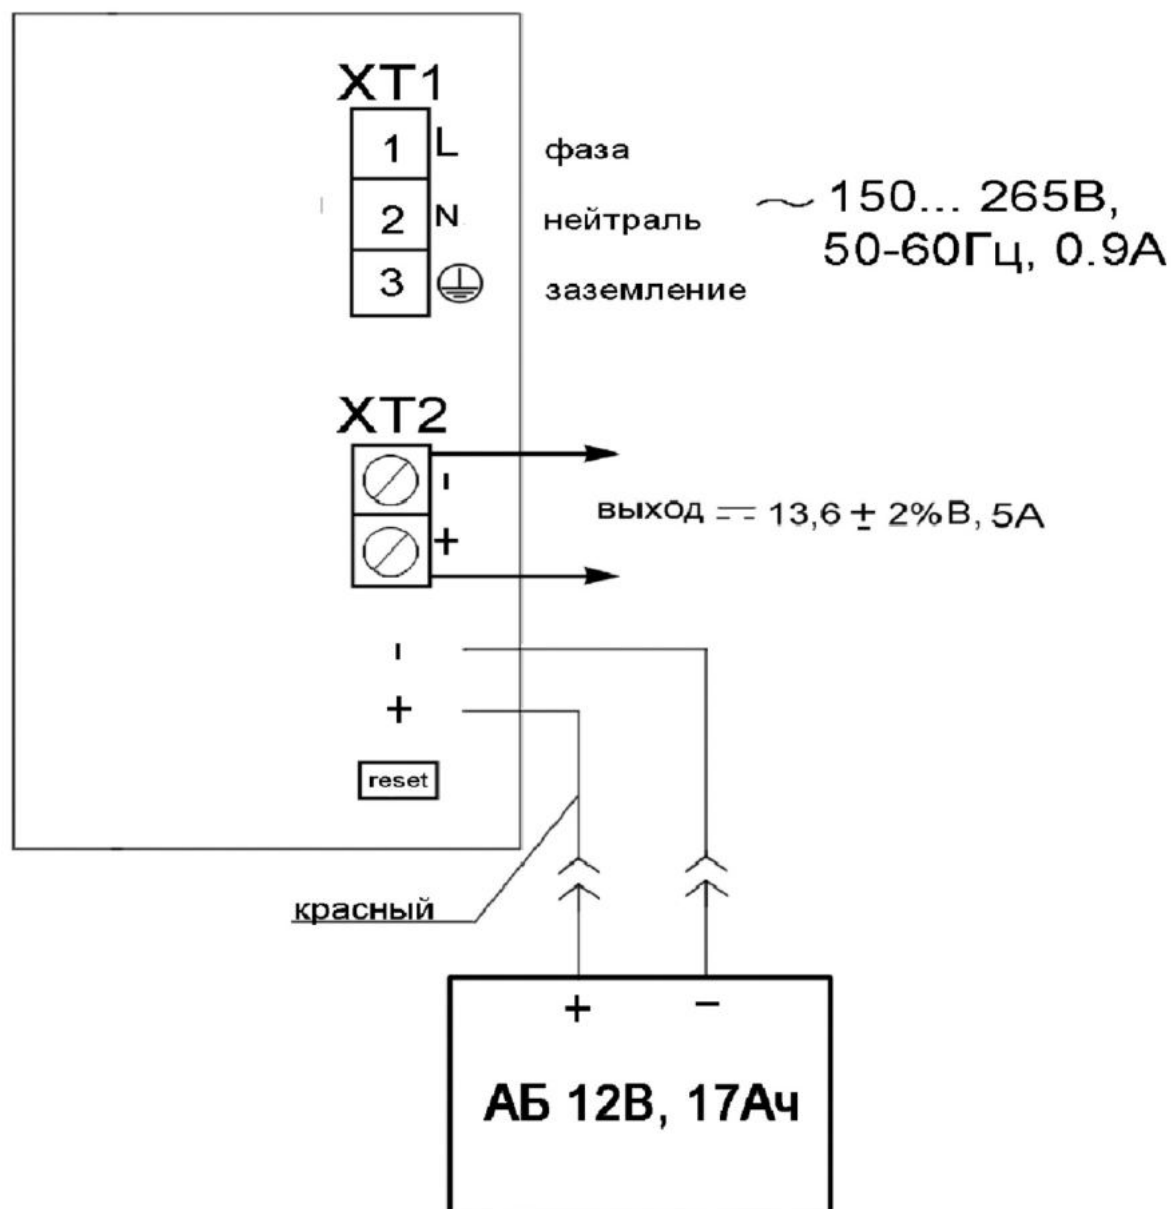 XT1
1 L фаза
2 N нейтраль
3 заземление
~ 150... 265В,
50-60Гц, 0.9А
XT2
-
+
выход 13,6 ± 2% В, 5А
-
+
reset
красный
+ −
АБ 12В, 17Ач